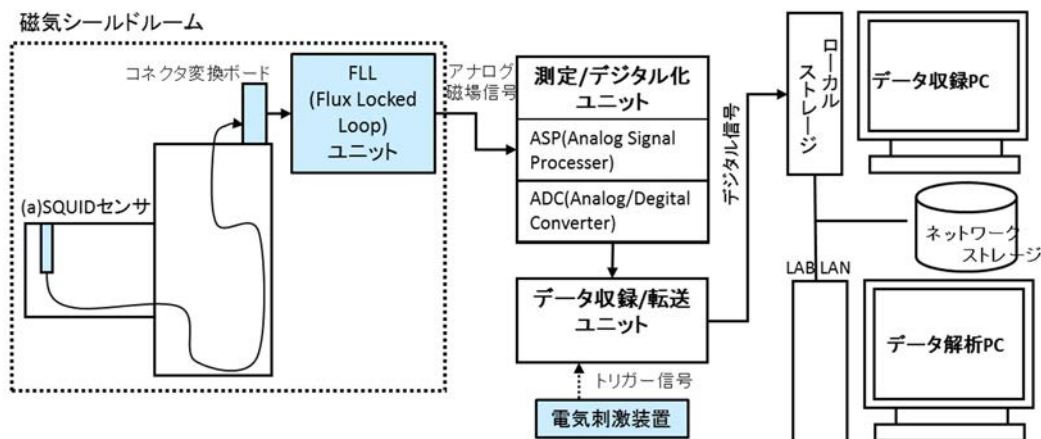 磁気シールドルーム
コネクタ変換ボード
FLL
(Flux Locked
Loop)
ユニット
(a)SQUIDセンサ
アナログ
磁場信号
測定/デジタル化
ユニット
ASP(Analog Signal
Processer)
ADC(Analog/Degital
Converter)
データ収録/転送
ユニット
トリガー信号
電気刺激装置
デジタル信号
ローカル
ストレージ
データ収録PC
ネットワーク
ストレージ
LAB LAN
データ解析PC